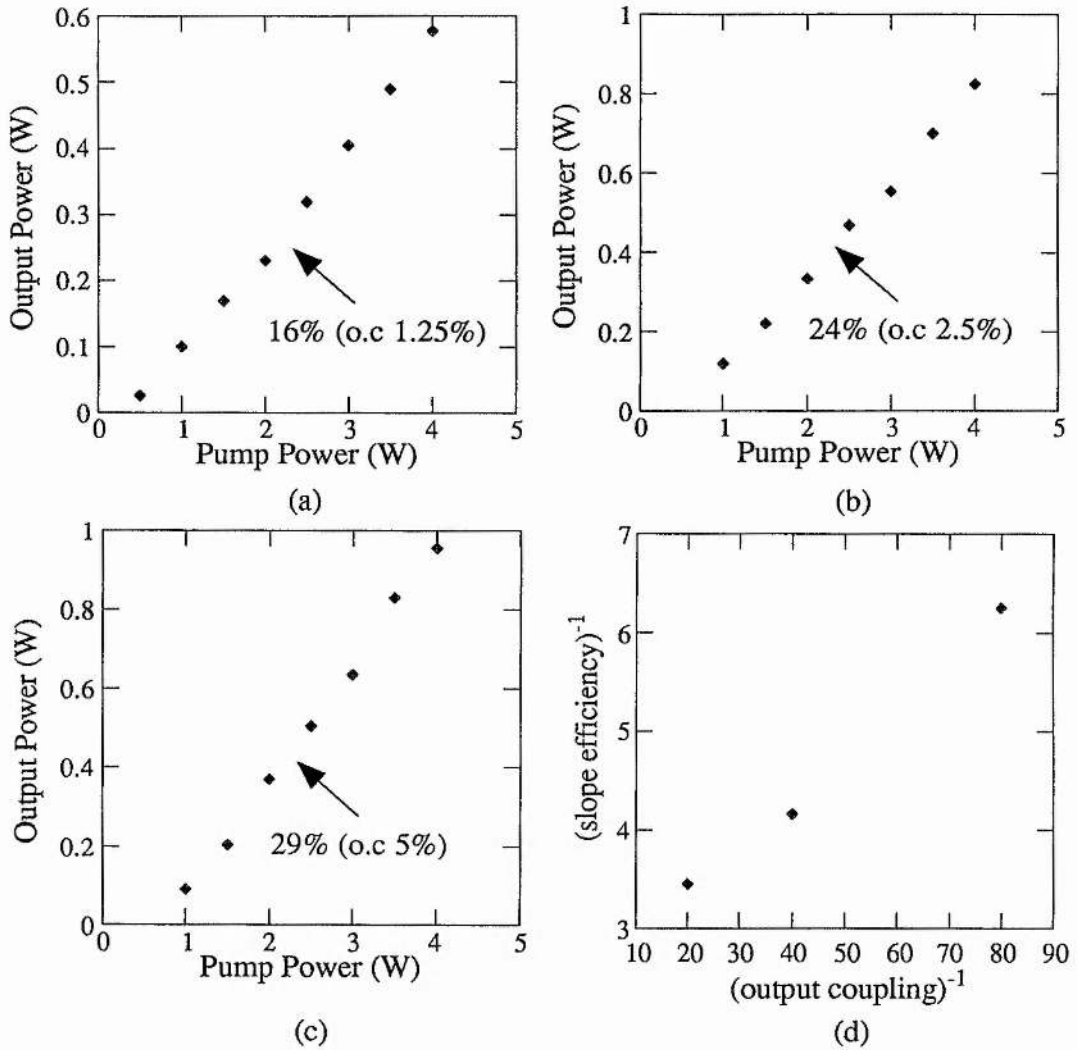 0.6
0.5
0.4
0.3
0.2
0.1
0
Output Power (W)
16% (o.c 1.25%)
0 1 2 3 4 5
Pump Power (W)
(a)
1
0.8
0.6
0.4
0.2
0
Output Power (W)
24% (o.c 2.5%)
0 1 2 3 4 5
Pump Power (W)
(b)
1
0.8
0.6
0.4
0.2
0
Output Power (W)
29% (o.c 5%)
0 1 2 3 4 5
Pump Power (W)
(c)
7
6
5
4
3
(slope efficiency)-1
10 20 30 40 50 60 70 80 90
(output coupling)-1
(d)